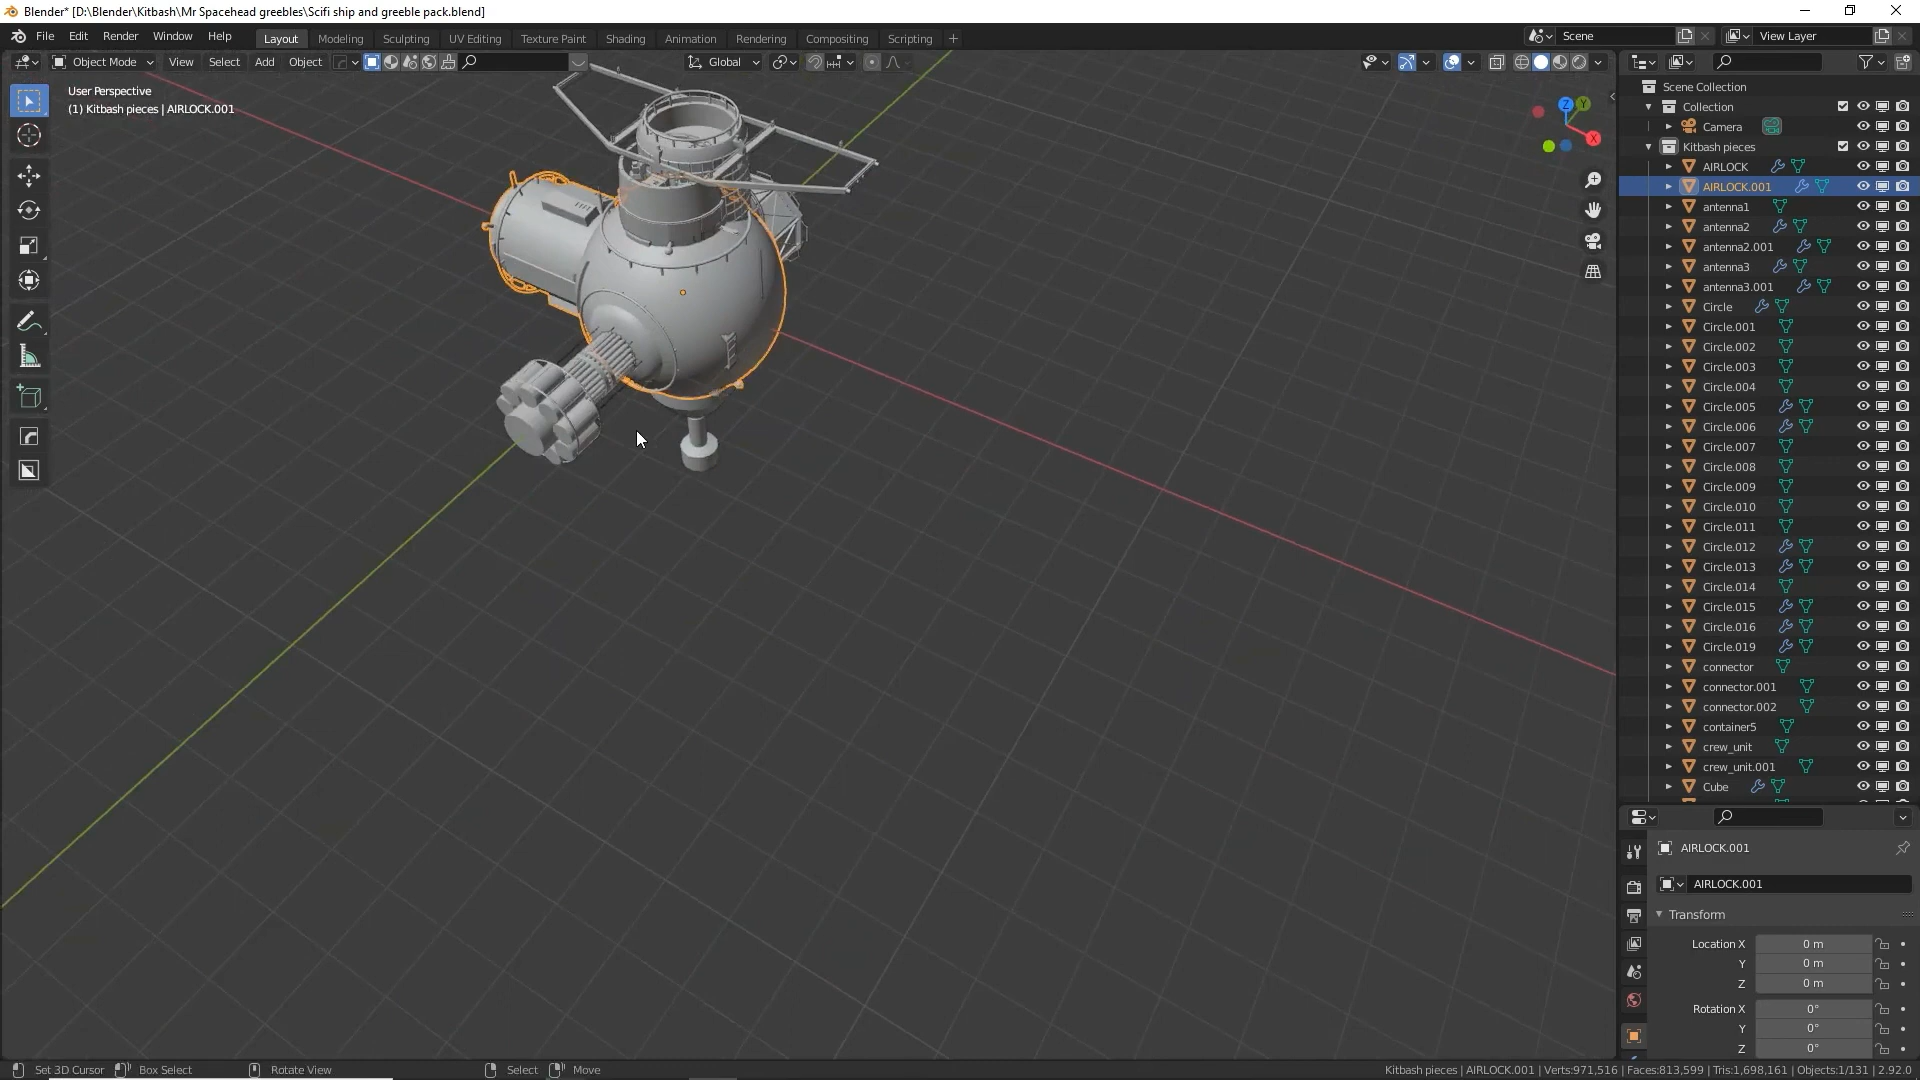 Blender* [D:\Blender\Kitbash\Mr Spacehead greebles\Scifi ship and greeble pack.blend]
File Edit Render Window Help Layout Modeling Sculpting UV Editing Texture Paint Shading Animation Rendering Compositing Scripting + Scene View Layer
Object Mode View Select Add Object Global
User Perspective
(1) Kitbash pieces | AIRLOCK.001
Z
Y
X
Scene Collection
Collection
Camera
Kitbash pieces
AIRLOCK
AIRLOCK.001
antenna1
antenna2
antenna2.001
antenna3
antenna3.001
Circle
Circle.001
Circle.002
Circle.003
Circle.004
Circle.005
Circle.006
Circle.007
Circle.008
Circle.009
Circle.010
Circle.011
Circle.012
Circle.013
Circle.014
Circle.015
Circle.016
Circle.019
connector
connector.001
connector.002
container5
crew_unit
crew_unit.001
Cube
AIRLOCK.001
AIRLOCK.001
Transform
Location X 0 m
Y 0 m
Z 0 m
Rotation X 0°
Y 0°
Z 0°
Set 3D Cursor Box Select Rotate View Select Move Kitbash pieces | AIRLOCK.001 | Verts:971,516 | Faces:813,599 | Tris:1,698,161 | Objects:1/131 | 2.92.0